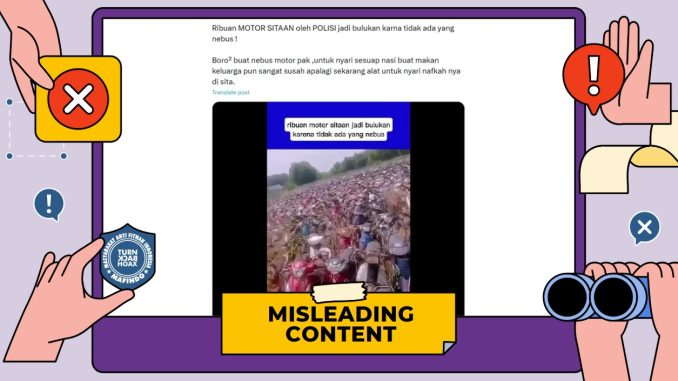 Ribuan MOTOR SITAAN oleh POLISI jadi bulukan karna tidak ada yang
nebus !
Boro² buat nebus motor pak ,untuk nyari sesuap nasi buat makan
keluarga pun sangat susah apalagi sekarang alat untuk nyari nafkah nya
di sita.
Translate post
ribuan motor sitaan jadi bulukan
karena tidak ada yang nebus
MASYARAKAT ANTI FITNAH INDONESIA
TURN
BACK
HOAX
MAFINDO
MISLEADING
CONTENT